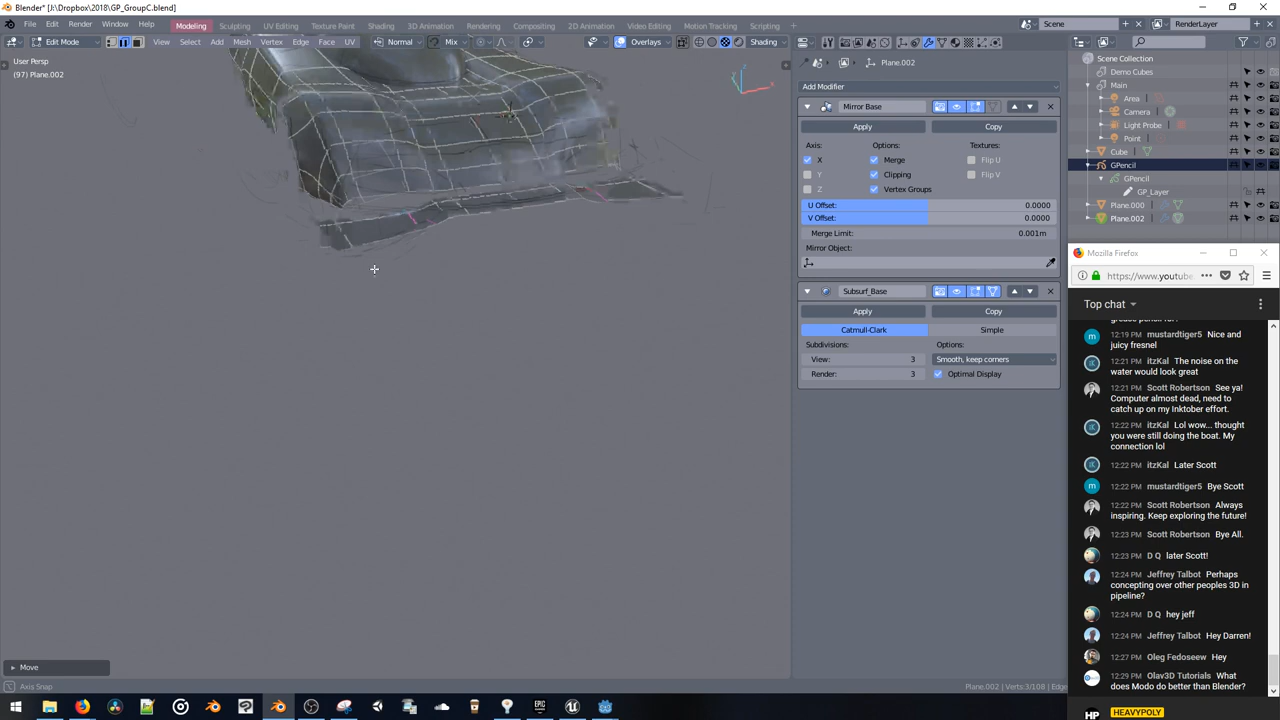 Blender* [J:\Dropbox\2018\GP_GroupC.blend]
File Edit Render Window Help Modeling Sculpting UV Editing Texture Paint Shading 3D Animation Rendering Compositing 2D Animation Video Editing Motion Tracking Scripting Scene RenderLayer
Edit Mode View Select Add Mesh Vertex Edge Face UV Normal Mix Overlays Shading
User Persp
(97) Plane.002
Z
Y
X
Plane.002
Add Modifier
Mirror Base
Apply Copy
Axis: Options: Textures:
X Merge Flip U
Y Clipping Flip V
Z Vertex Groups
U Offset: 0.0000
V Offset: 0.0000
Merge Limit: 0.001m
Mirror Object:
Subsurf_Base
Apply Copy
Catmull-Clark Simple
Subdivisions: Options:
View: 3 Smooth, keep corners
Render: 3 Optimal Display
Scene Collection
Demo Cubes
Main
Area
Camera
Light Probe
Point
Cube
GPencil
GPencil
GP_Layer
Plane.000
Plane.002
Mozilla Firefox
https://www.youtube
Top chat
grease pencil for?
12:19 PM mustardtiger5 Nice and
juicy fresnel
12:21 PM itzKal The noise on the
water would look great
12:21 PM Scott Robertson See ya!
Computer almost dead, need to
catch up on my Inktober effort.
12:22 PM itzKal Lol wow... thought
you were still doing the boat. My
connection lol
12:22 PM itzKal Later Scott
12:22 PM mustardtiger5 Bye Scott
12:22 PM Scott Robertson Always
inspiring. Keep exploring the future!
12:23 PM Scott Robertson Bye All.
12:23 PM D Q later Scott!
12:24 PM Jeffrey Talbot Perhaps
concepting over other peoples 3D in
pipeline?
12:24 PM D Q hey jeff
12:24 PM Jeffrey Talbot Hey Darren!
12:27 PM Oleg Fedoseew Hey
12:29 PM Olav3D Tutorials What
does Modo do better than Blender?
HP HEAVYPOLY
Move
Axis Snap
Plane.002 | Verts:3/108 | Edge
EPIC
GAMES